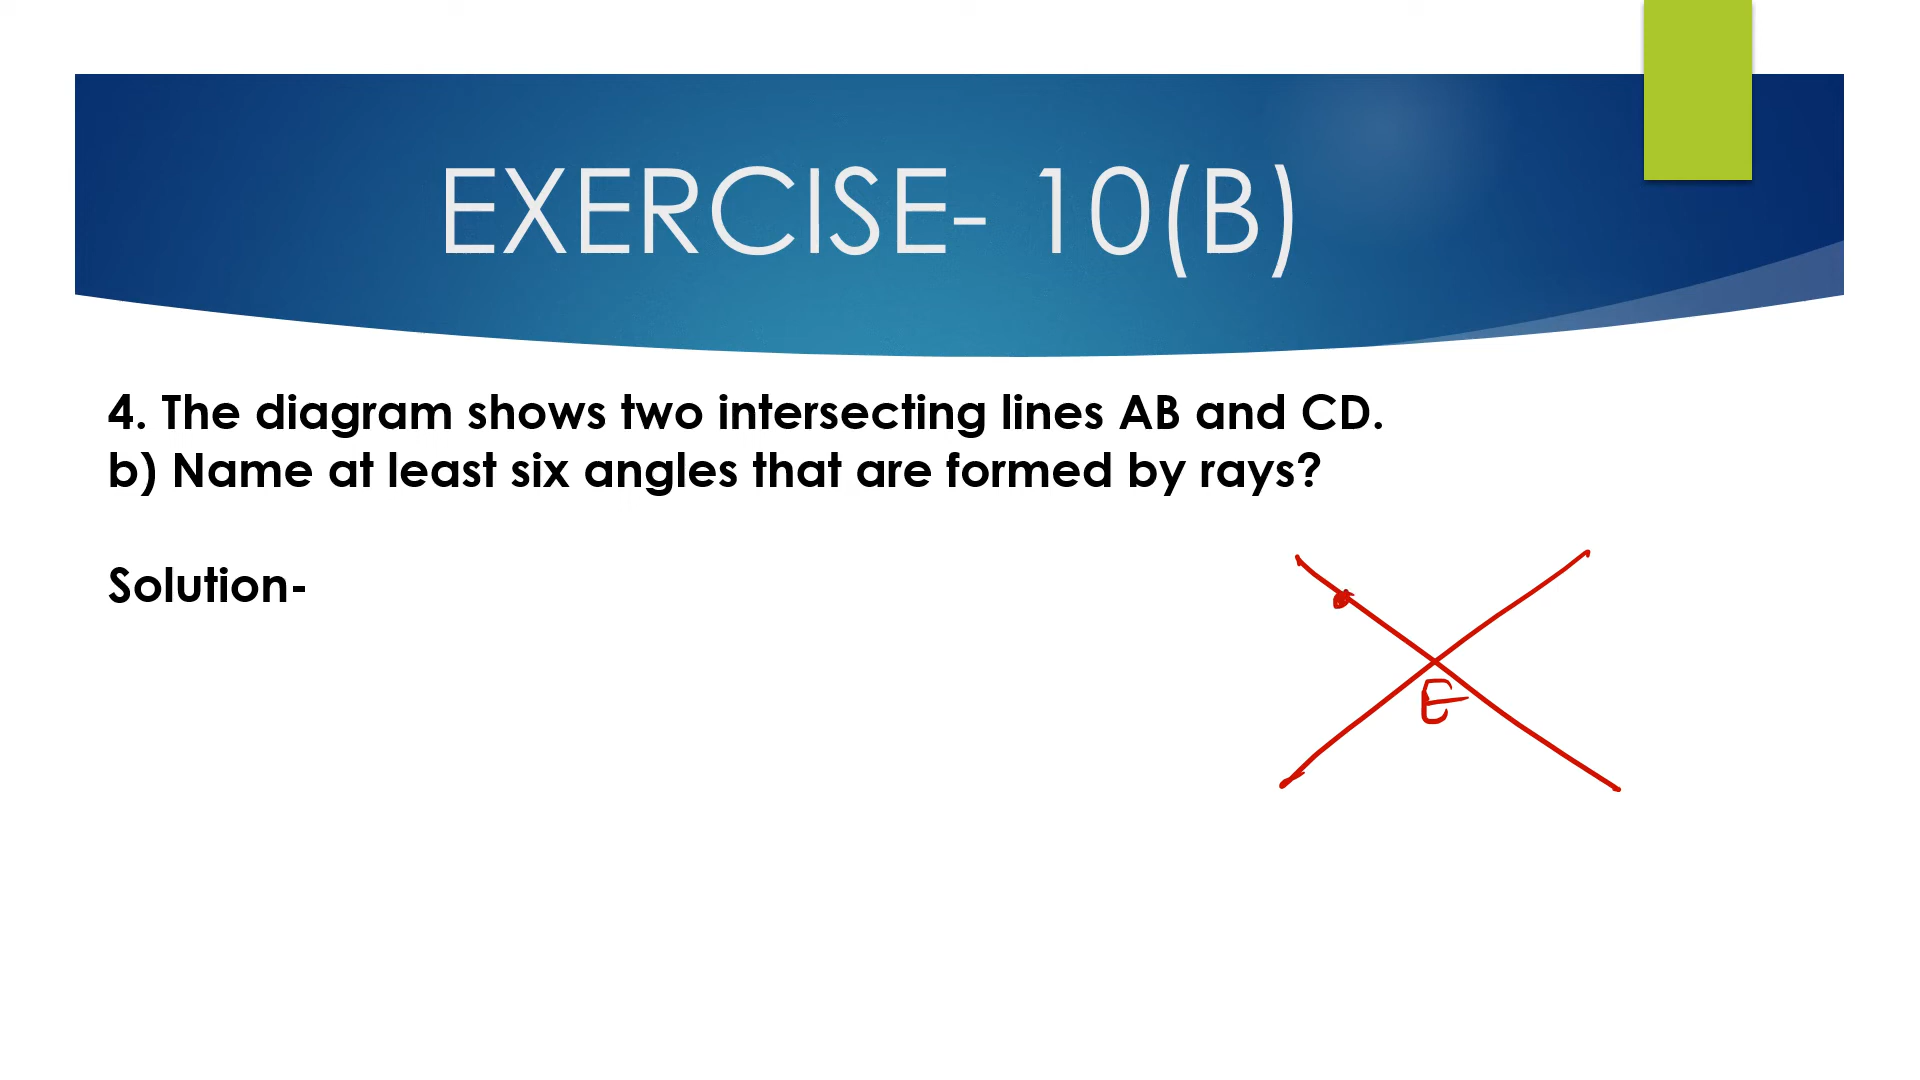 EXERCISE- 10(B)
4. The diagram shows two intersecting lines AB and CD.
b) Name at least six angles that are formed by rays?
Solution-
E